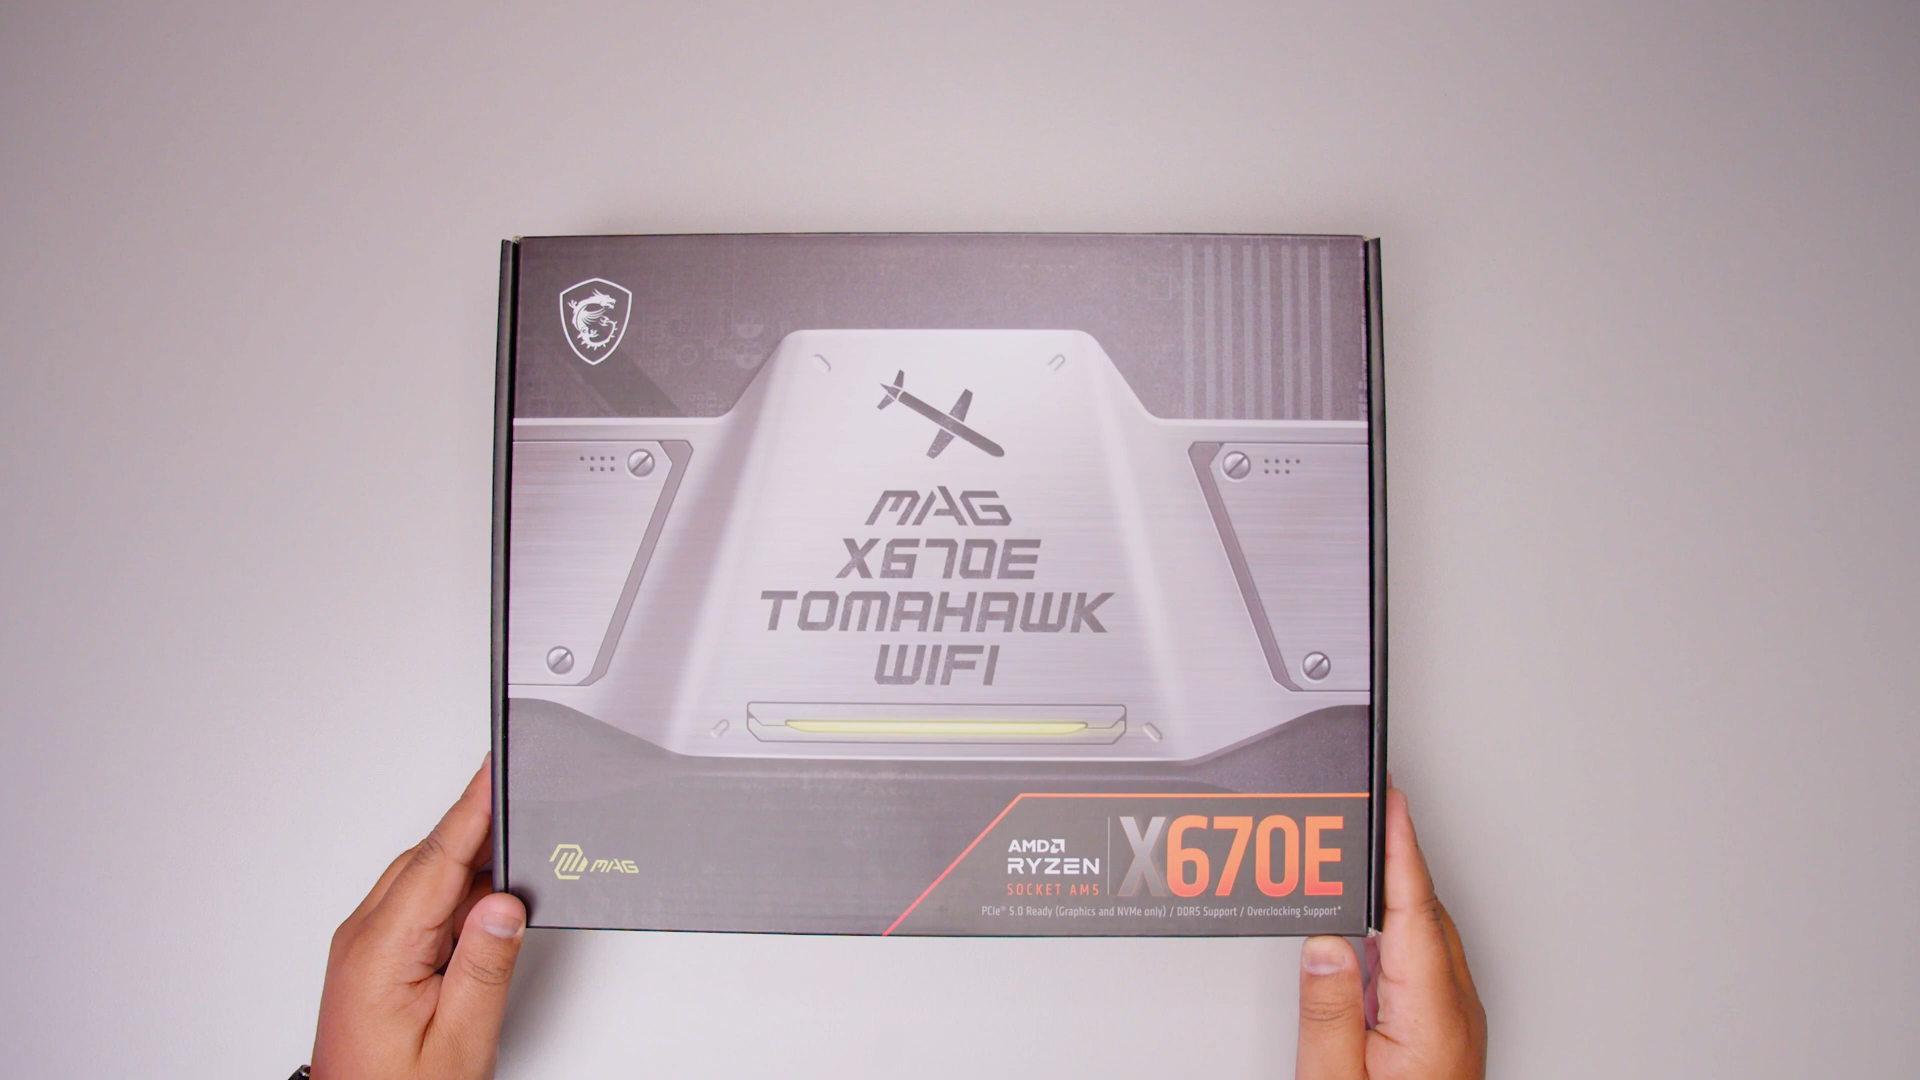 MAG
X670E
TOMAHAWK
WIFI
MAG
AMD
RYZEN
SOCKET AM5
X670E
PCIe® 5.0 Ready (Graphics and NVMe only) / DDR5 Support / Overclocking Support*